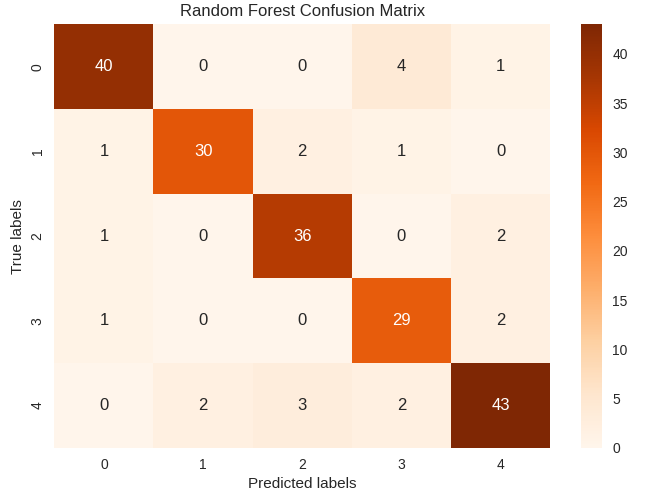 Random Forest Confusion Matrix
True labels
0 40 0 0 4 1
1 1 30 2 1 0
2 1 0 36 0 2
3 1 0 0 29 2
4 0 2 3 2 43
0 1 2 3 4
Predicted labels
40
35
30
25
20
15
10
5
0